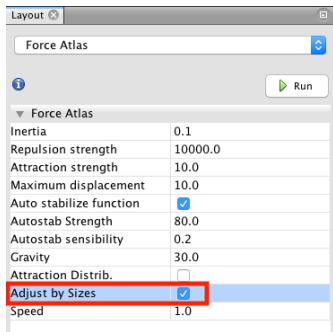 Layout
Force Atlas
Run
Force Atlas
Inertia 0.1
Repulsion strength 10000.0
Attraction strength 10.0
Maximum displacement 10.0
Auto stabilize function
Autostab Strength 80.0
Autostab sensibility 0.2
Gravity 30.0
Attraction Distrib.
Adjust by Sizes
Speed 1.0